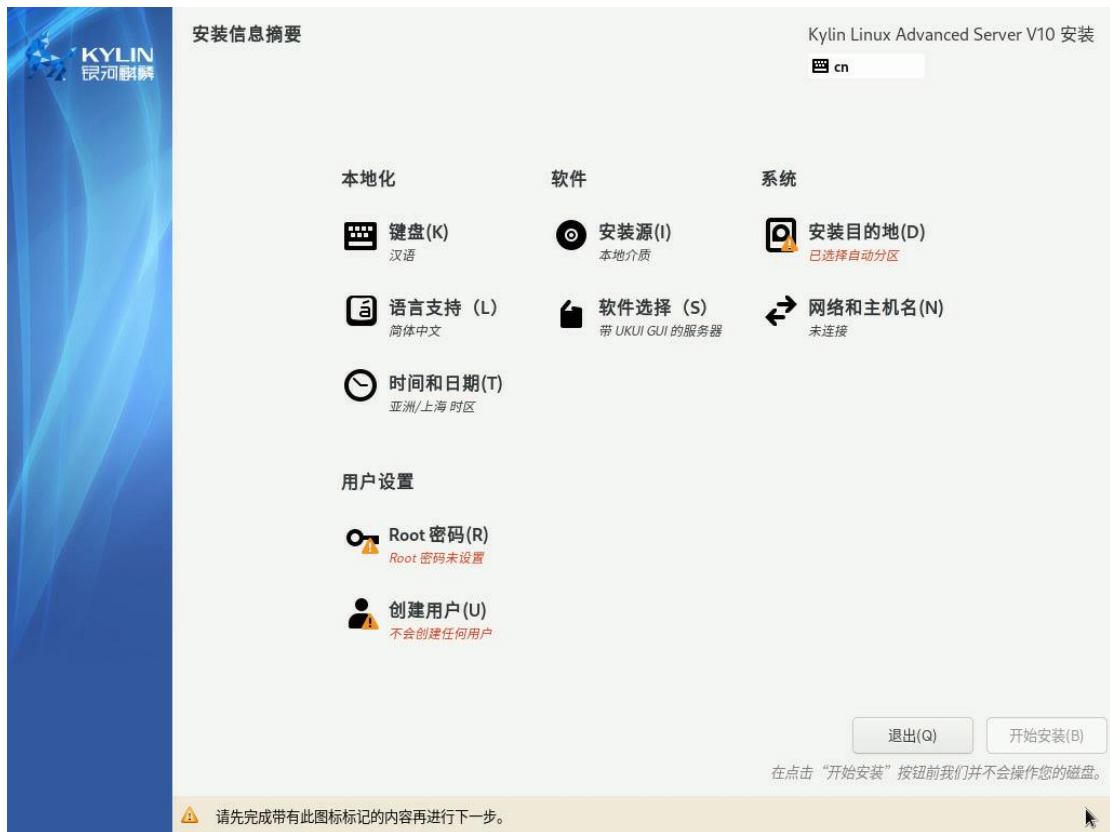 KYLIN
银河麒麟
安装信息摘要
Kylin Linux Advanced Server V10 安装
cn
本地化
软件
系统
键盘(K)
汉语
安装源(I)
本地介质
安装目的地(D)
已选择自动分区
语言支持（L）
简体中文
软件选择（S）
带 UKUI GUI 的服务器
网络和主机名(N)
未连接
时间和日期(T)
亚洲/上海 时区
用户设置
Root 密码(R)
Root 密码未设置
创建用户(U)
不会创建任何用户
退出(Q)
开始安装(B)
在点击“开始安装”按钮前我们并不会操作您的磁盘。
请先完成带有此图标标记的内容再进行下一步。